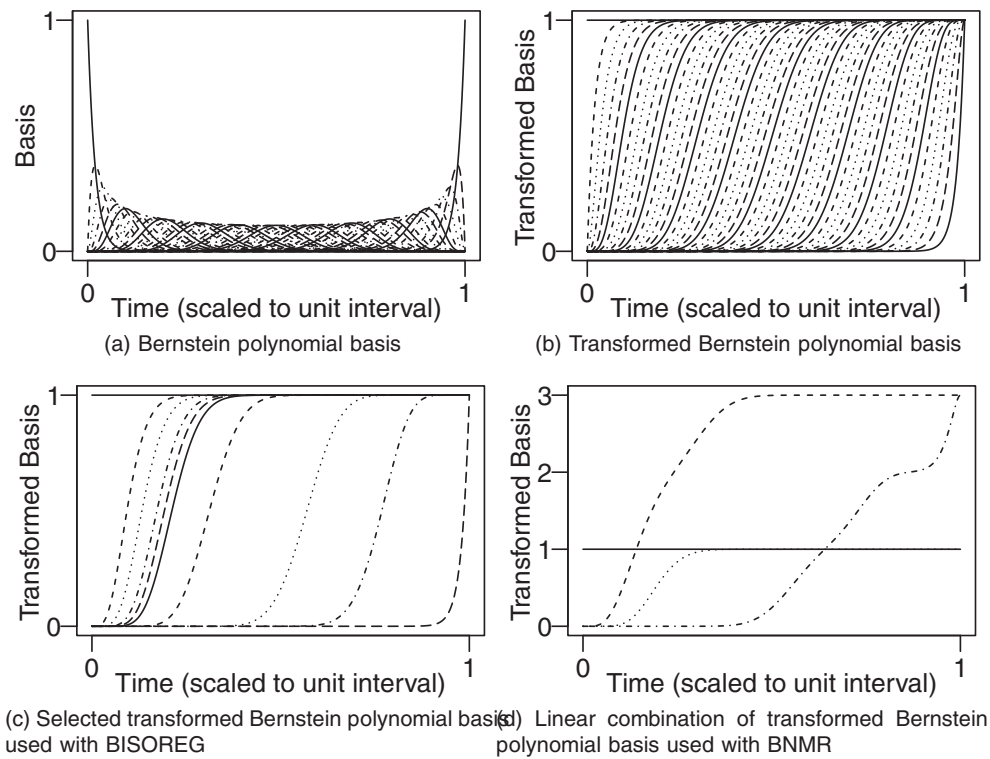 1
Basis
0
0
1
Time (scaled to unit interval)
(a) Bernstein polynomial basis
1
Transformed Basis
0
0
1
Time (scaled to unit interval)
(b) Transformed Bernstein polynomial basis
1
Transformed Basis
0
0
1
Time (scaled to unit interval)
(c) Selected transformed Bernstein polynomial basis
used with BISOREG
3
2
1
0
Transformed Basis
0
1
Time (scaled to unit interval)
(d) Linear combination of transformed Bernstein
polynomial basis used with BNMR